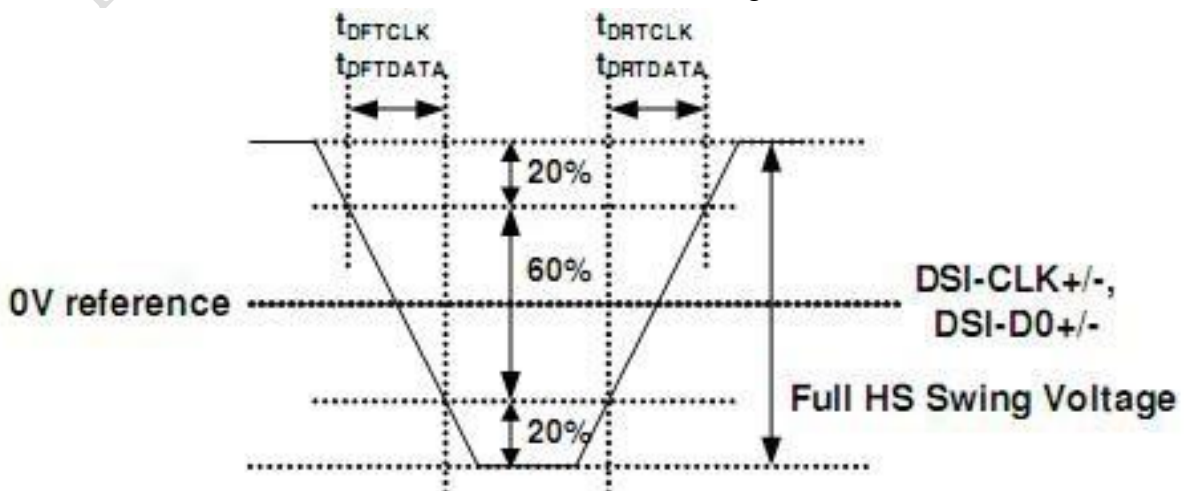 tDFTCLK
tDFTDATA
tDRTCLK
tDRTDATA
20%
60%
0V reference
DSI-CLK+/-,
DSI-D0+/-
Full HS Swing Voltage
20%